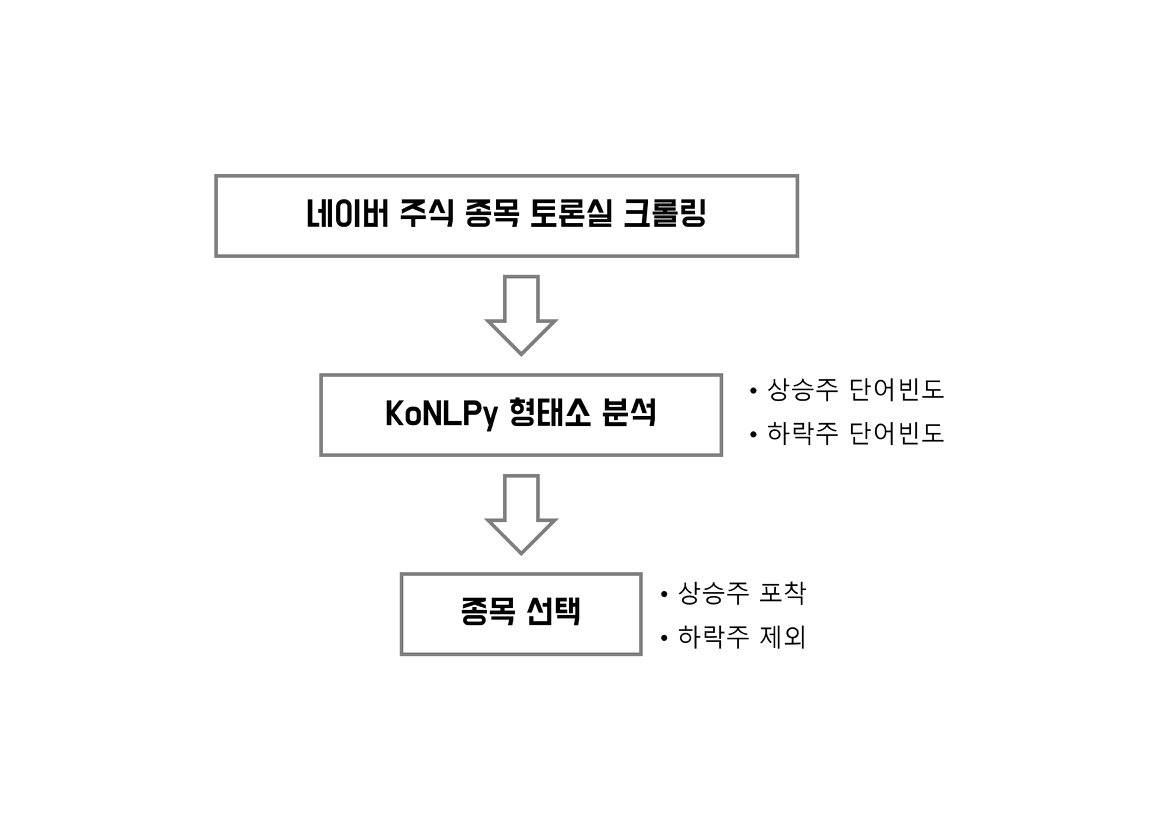 네이버 주식 종목 토론실 크롤링
KoNLPy 형태소 분석
• 상승주 단어빈도
• 하락주 단어빈도
종목 선택
• 상승주 포착
• 하락주 제외